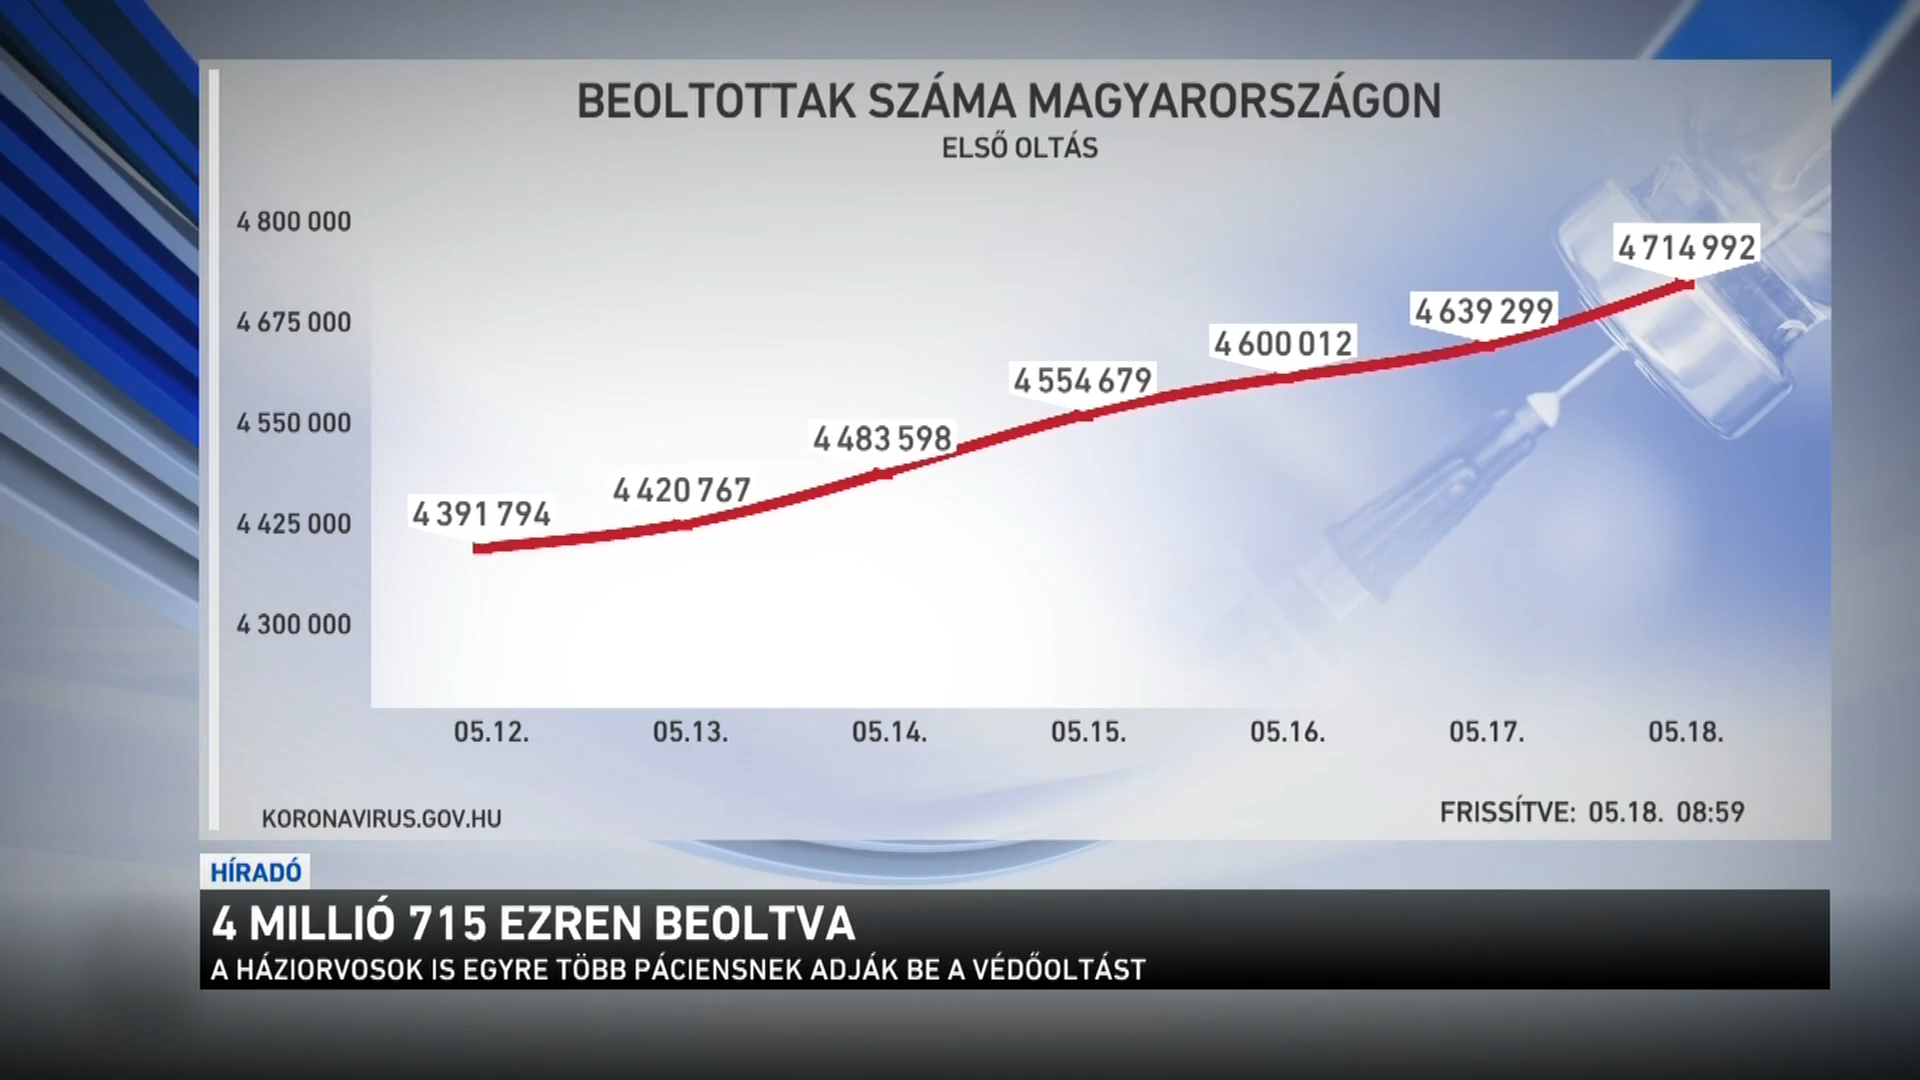 BEOLTOTTAK SZÁMA MAGYARORSZÁGON
ELSŐ OLTÁS
4 800 000
4 675 000
4 550 000
4 425 000
4 300 000
4 391 794
4 420 767
4 483 598
4 554 679
4 600 012
4 639 299
4 714 992
05.12. 05.13. 05.14. 05.15. 05.16. 05.17. 05.18.
KORONAVIRUS.GOV.HU
FRISSÍTVE: 05.18. 08:59
HÍRADÓ
4 MILLIÓ 715 EZREN BEOLTVA
A HÁZIORVOSOK IS EGYRE TÖBB PÁCIENSNEK ADJÁK BE A VÉDŐOLTÁST